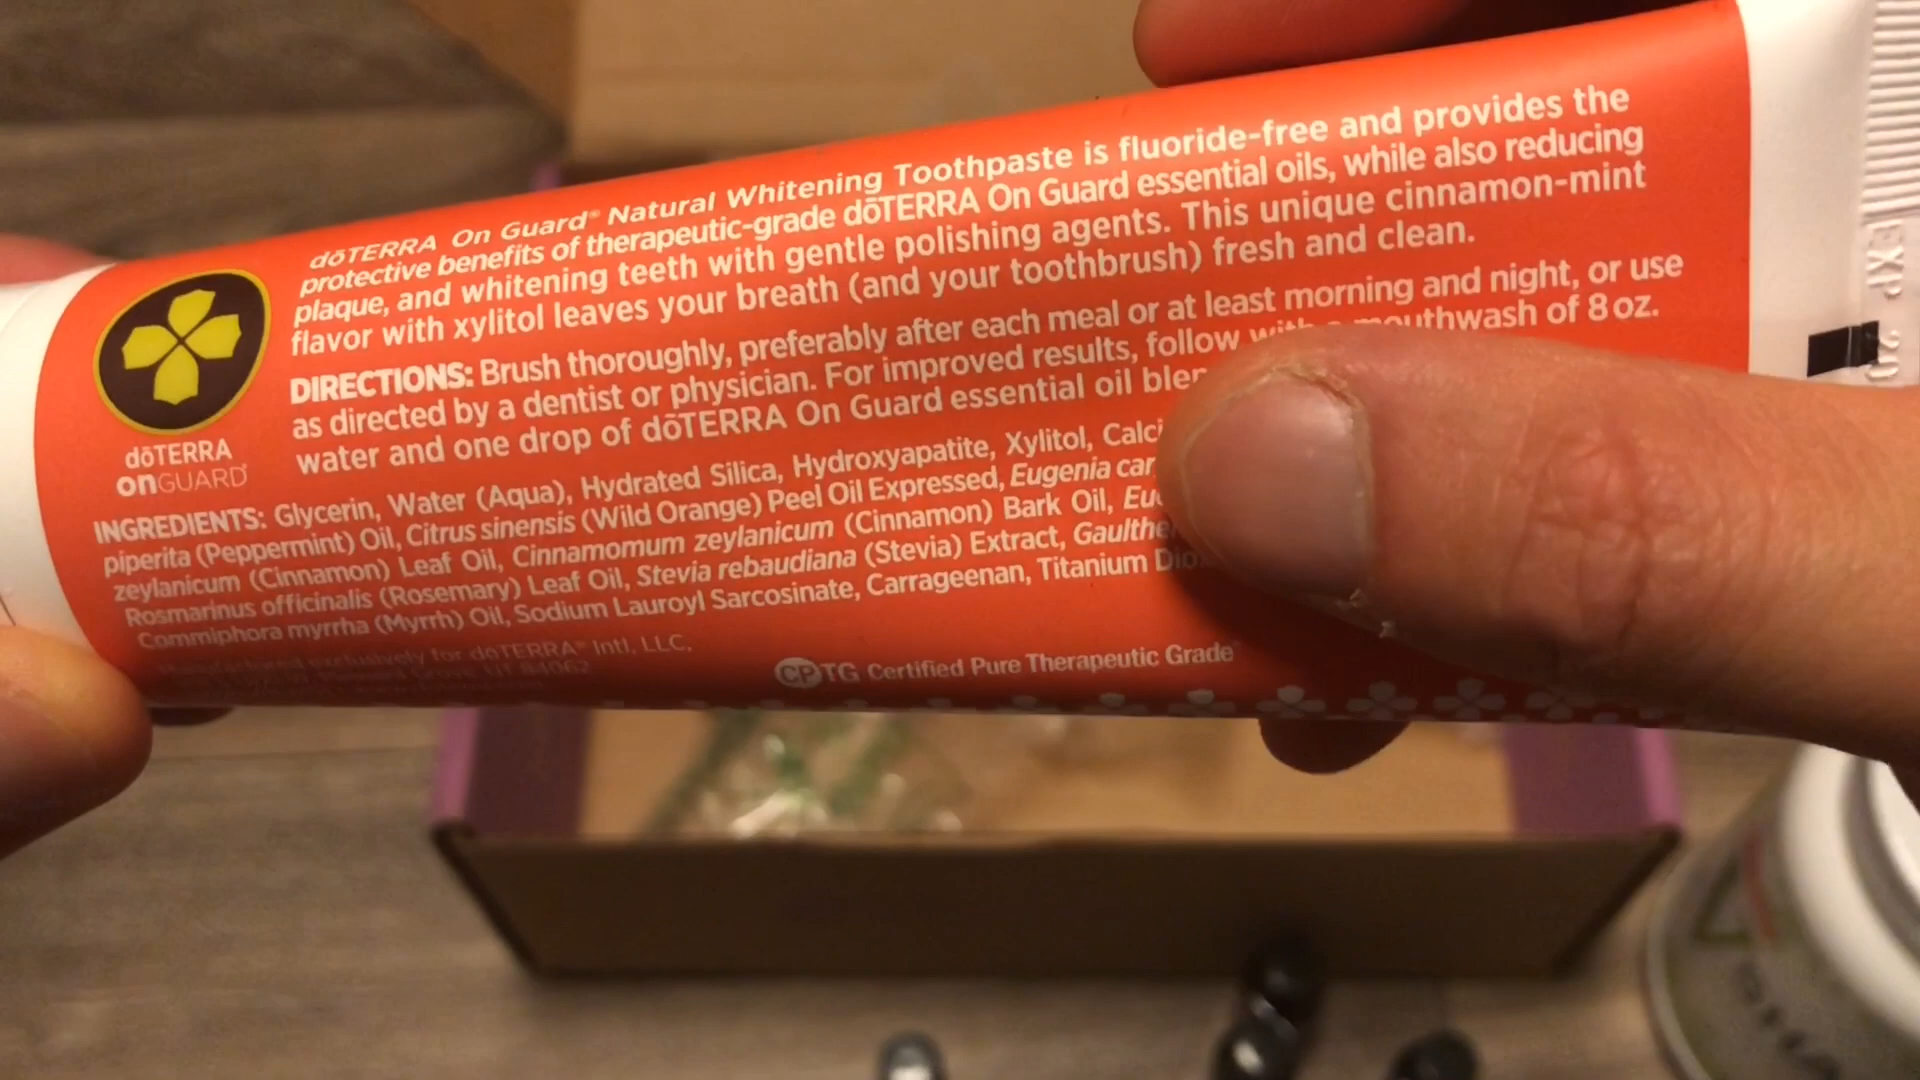 dōTERRA On Guard® Natural Whitening Toothpaste is fluoride-free and provides the
protective benefits of therapeutic-grade dōTERRA On Guard essential oils, while also reducing
plaque, and whitening teeth with gentle polishing agents. This unique cinnamon-mint
flavor with xylitol leaves your breath (and your toothbrush) fresh and clean.
DIRECTIONS: Brush thoroughly, preferably after each meal or at least morning and night, or use
as directed by a dentist or physician. For improved results, follow mouthwash of 8 oz.
water and one drop of dōTERRA On Guard essential oil
dōTERRA
onGUARD
INGREDIENTS: Glycerin, Water (Aqua), Hydrated Silica, Hydroxyapatite, Xylitol,
piperita (Peppermint) Oil, Citrus sinensis (Wild Orange) Peel Oil Expressed, Eugenia
zeylanicum (Cinnamon) Leaf Oil, Cinnamomum zeylanicum (Cinnamon) Bark Oil,
Rosmarinus officinalis (Rosemary) Leaf Oil, Stevia rebaudiana (Stevia) Extract,
Commiphora myrrha (Myrrh) Oil, Sodium Lauroyl Sarcosinate, Carrageenan, Titanium
Manufactured exclusively for dōTERRA® Intl, LLC,
UT 84062
CPTG Certified Pure Therapeutic Grade
EXP